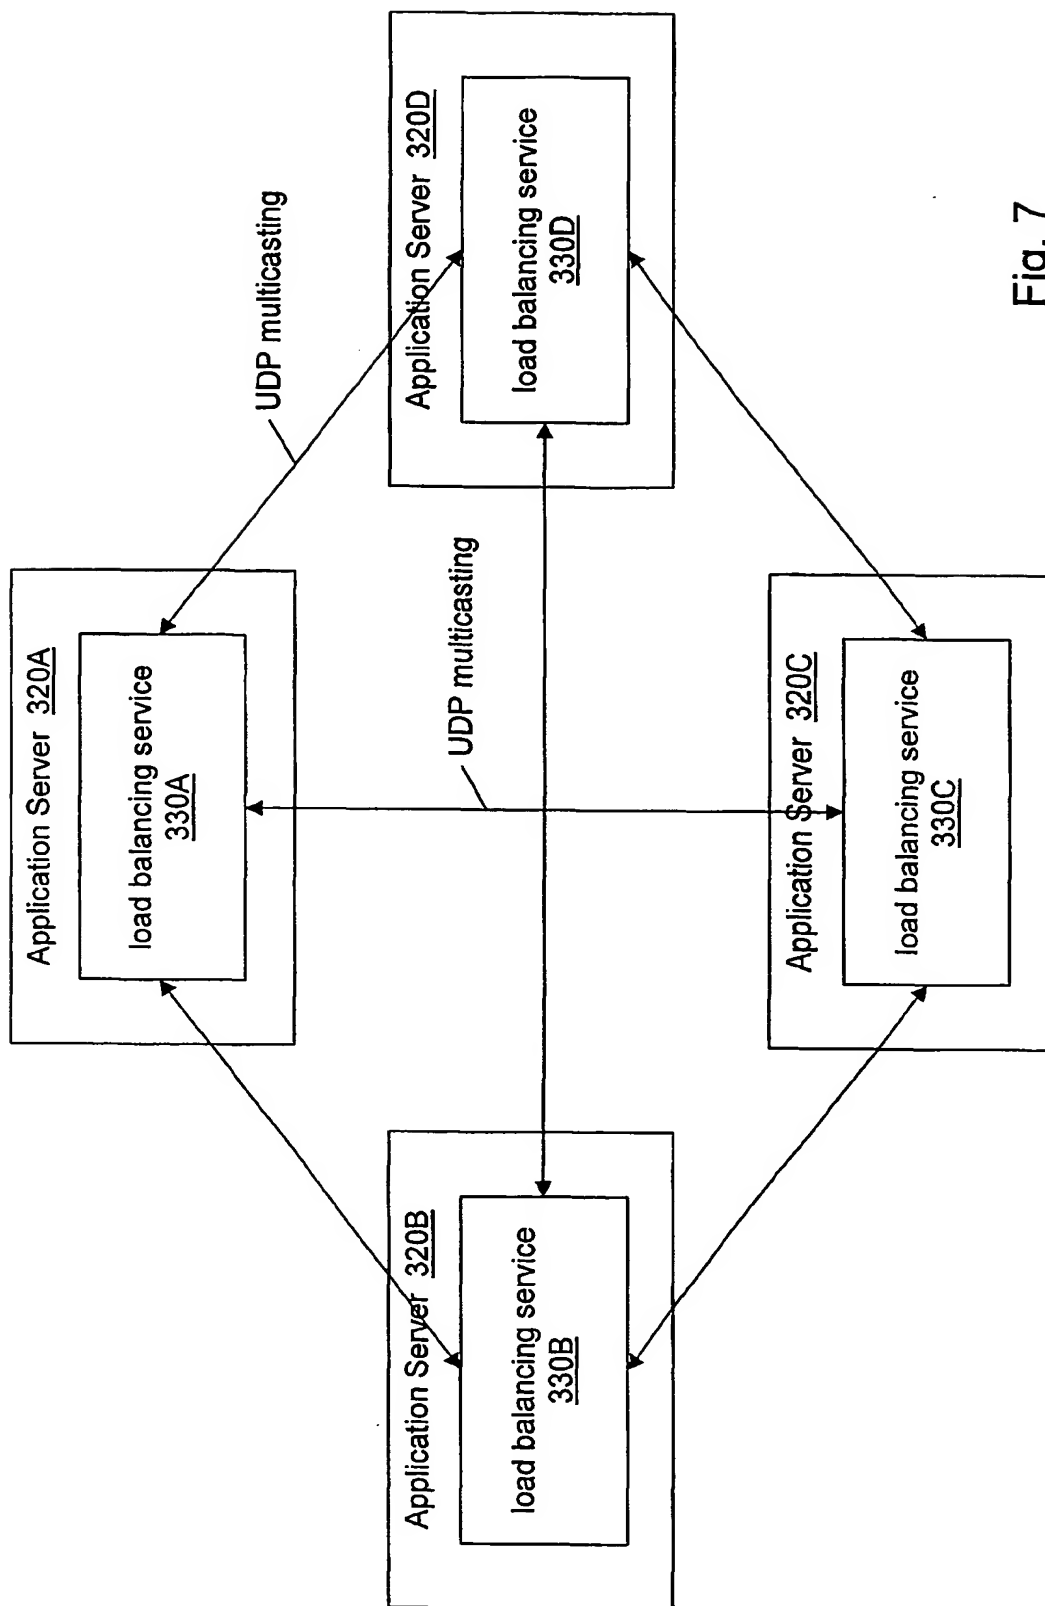 Application Server 320A
load balancing service
330A
UDP multicasting
Application Server 320B
load balancing service
330B
UDP multicasting
Application Server 320D
load balancing service
330D
Application Server 320C
load balancing service
330C
Fig. 7